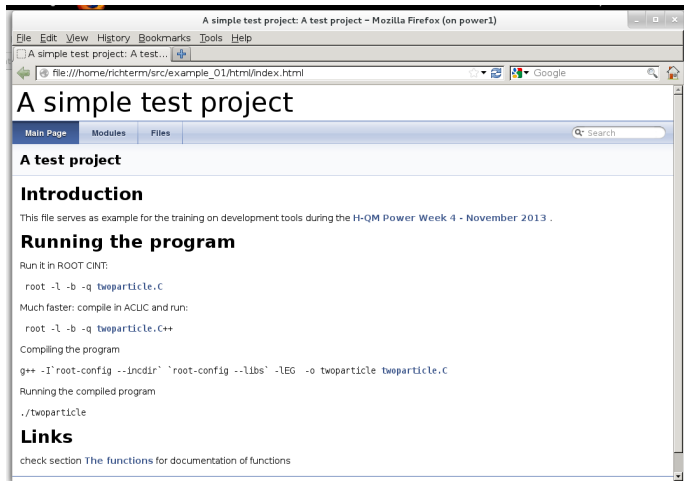 A simple test project: A test project - Mozilla Firefox (on power1)
File Edit View History Bookmarks Tools Help
A simple test project: A test...
file:///home/richterm/src/example_01/html/index.html Google
A simple test project
Main Page Modules Files Search
A test project
Introduction
This file serves as example for the training on development tools during the H-QM Power Week 4 - November 2013 .
Running the program
Run it in ROOT CINT:
root -l -b -q twoparticle.C
Much faster: compile in ACLIC and run:
root -l -b -q twoparticle.C++
Compiling the program
g++ -I`root-config --incdir` `root-config --libs` -lEG -o twoparticle twoparticle.C
Running the compiled program
./twoparticle
Links
check section The functions for documentation of functions